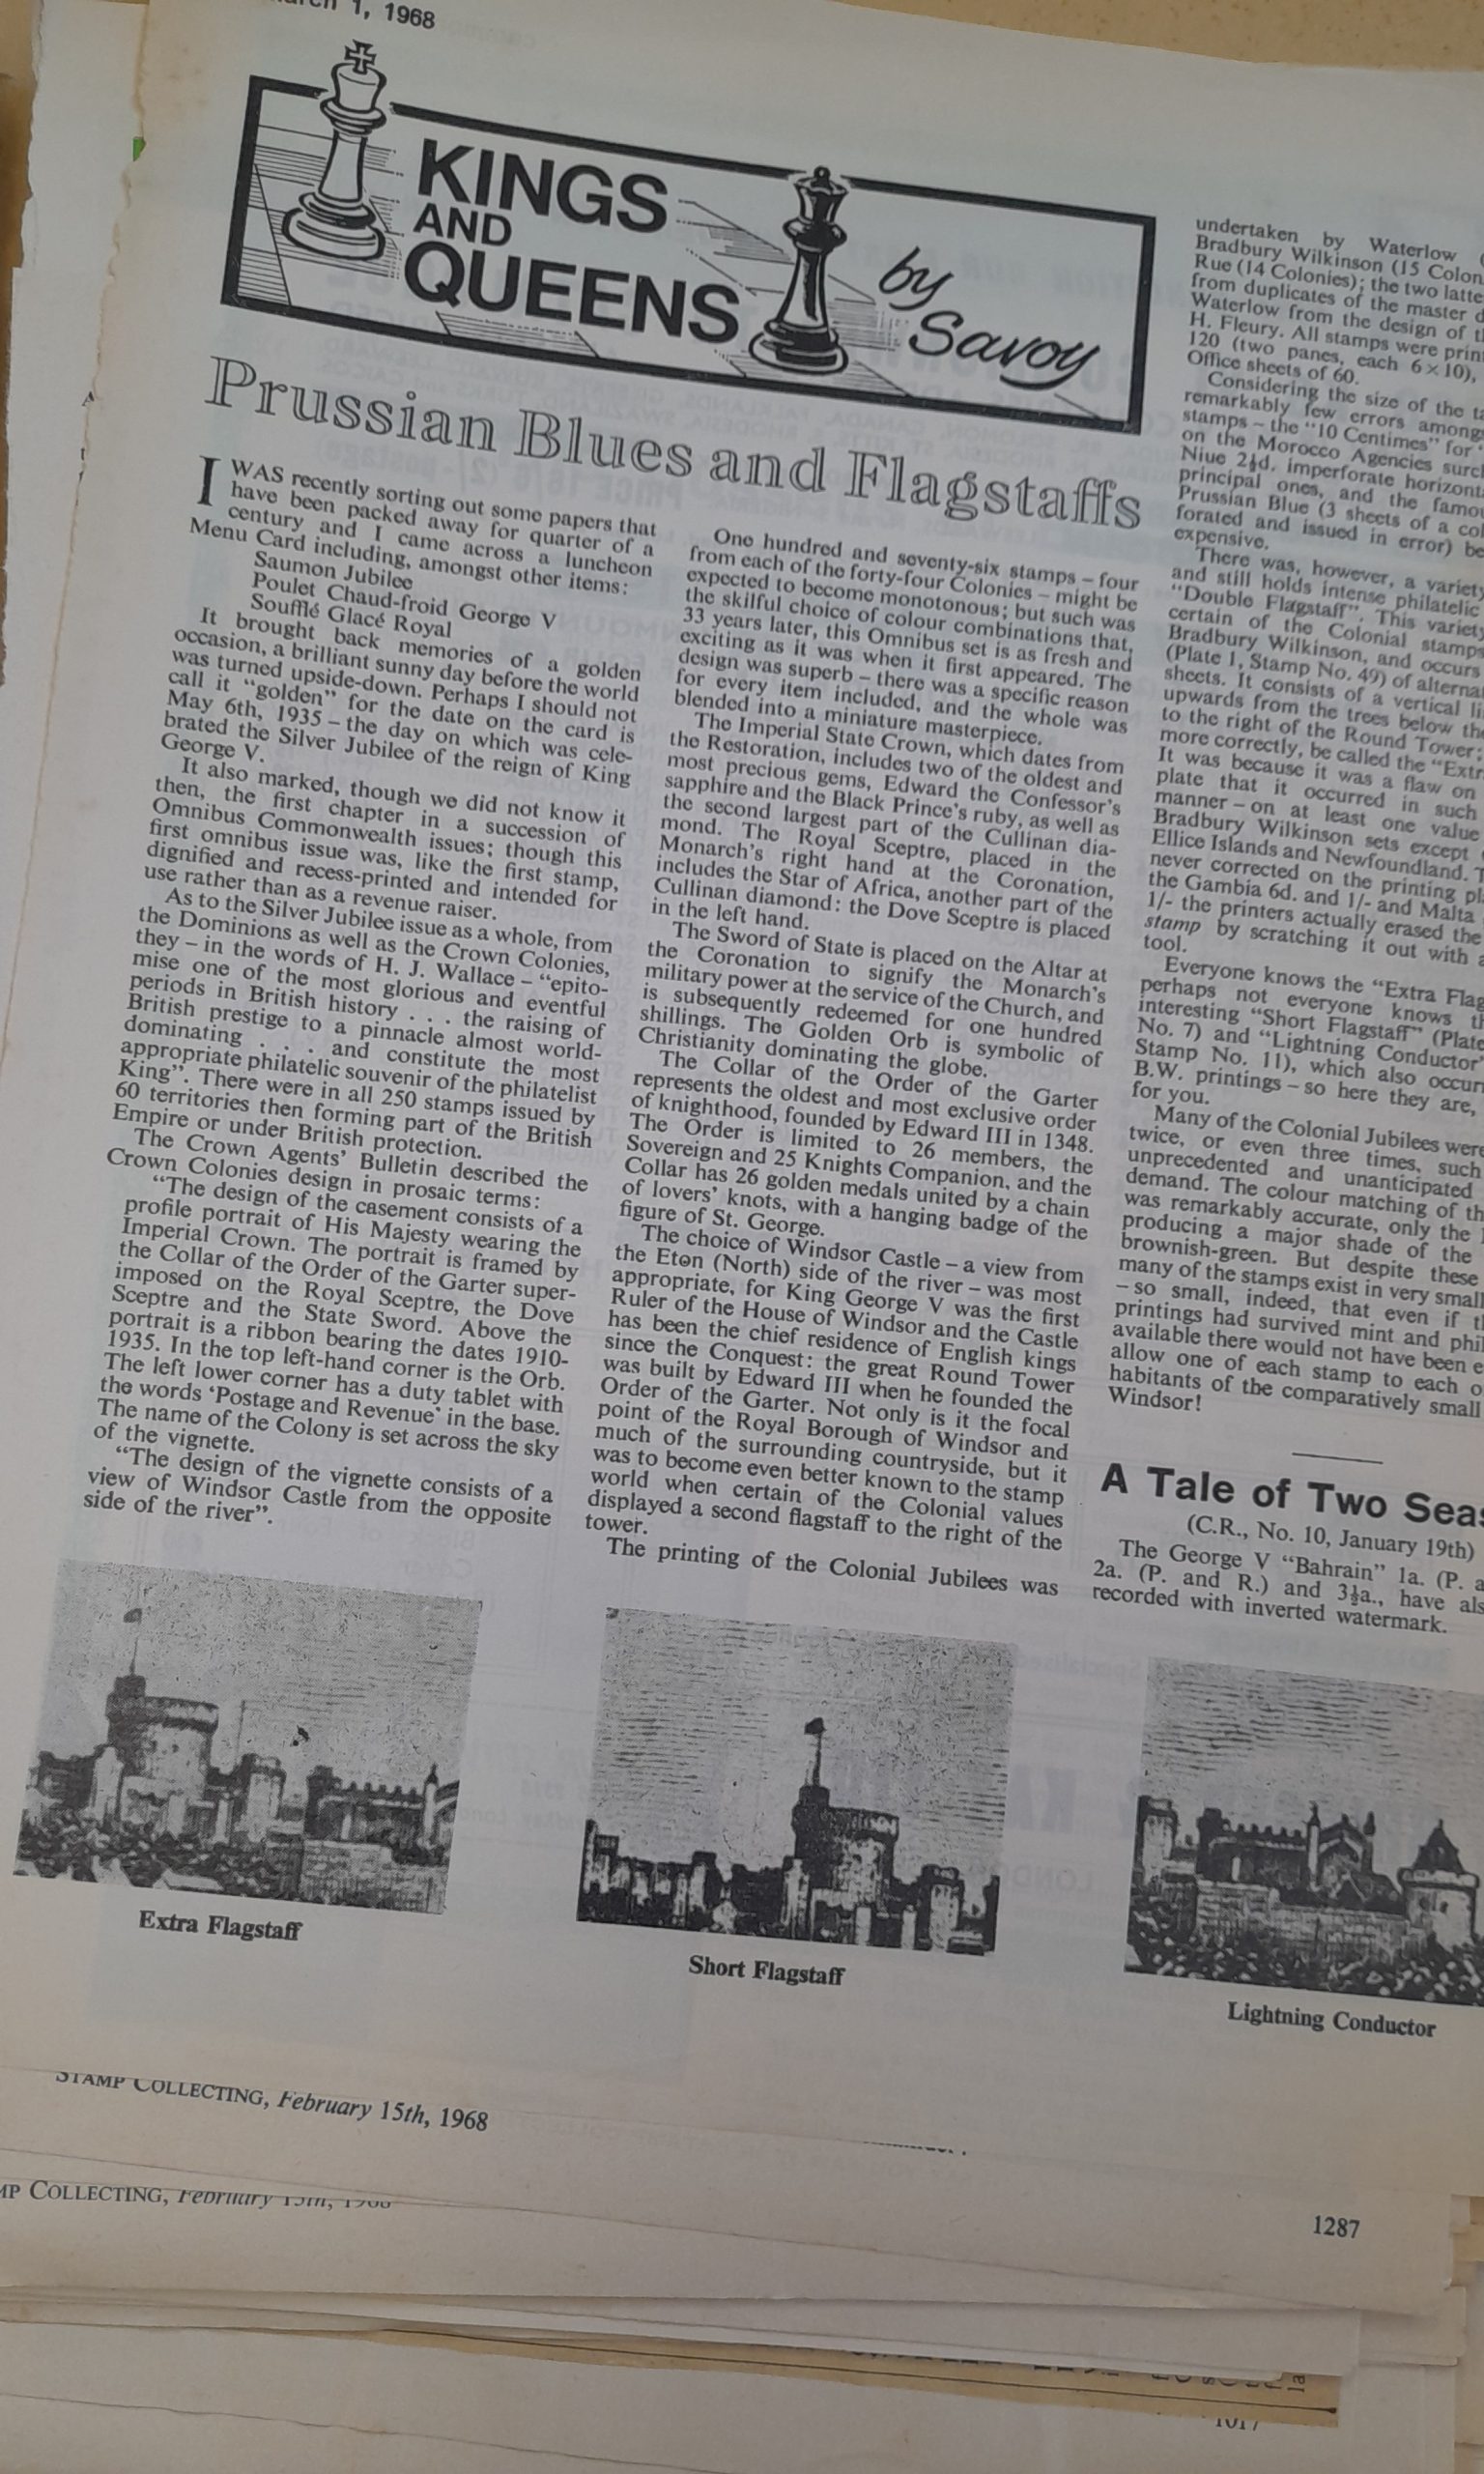 1, 1968
KINGS
AND
QUEENS
by
Savoy
Prussian Blues and Flagstaffs
I WAS recently sorting out some papers that
have been packed away for quarter of a
century and I came across a luncheon
Menu Card including, amongst other items:
Saumon Jubilee
Poulet Chaud-froid George V
Soufflé Glacé Royal
It brought back memories of a golden
occasion, a brilliant sunny day before the world
was turned upside-down. Perhaps I should not
call it "golden" for the date on the card is
May 6th, 1935 – the day on which was cele-
brated the Silver Jubilee of the reign of King
George V.
It also marked, though we did not know it
then, the first chapter in a succession of
Omnibus Commonwealth issues; though this
first omnibus issue was, like the first stamp,
dignified and recess-printed and intended for
use rather than as a revenue raiser.
As to the Silver Jubilee issue as a whole, from
the Dominions as well as the Crown Colonies,
they – in the words of H. J. Wallace – "epito-
mise one of the most glorious and eventful
periods in British history . . . the raising of
British prestige to a pinnacle almost world-
dominating . . . and constitute the most
appropriate philatelic souvenir of the philatelist
King". There were in all 250 stamps issued by
60 territories then forming part of the British
Empire or under British protection.
The Crown Agents' Bulletin described the
Crown Colonies design in prosaic terms:
"The design of the casement consists of a
profile portrait of His Majesty wearing the
Imperial Crown. The portrait is framed by
the Collar of the Order of the Garter super-
imposed on the Royal Sceptre, the Dove
Sceptre and the State Sword. Above the
portrait is a ribbon bearing the dates 1910-
1935. In the top left-hand corner is the Orb.
The left lower corner has a duty tablet with
the words 'Postage and Revenue' in the base.
The name of the Colony is set across the sky
of the vignette.
"The design of the vignette consists of a
view of Windsor Castle from the opposite
side of the river".
One hundred and seventy-six stamps – four
from each of the forty-four Colonies – might be
expected to become monotonous; but such was
the skilful choice of colour combinations that,
33 years later, this Omnibus set is as fresh and
exciting as it was when it first appeared. The
design was superb – there was a specific reason
for every item included, and the whole was
blended into a miniature masterpiece.
The Imperial State Crown, which dates from
the Restoration, includes two of the oldest and
most precious gems, Edward the Confessor's
sapphire and the Black Prince's ruby, as well as
the second largest part of the Cullinan dia-
mond. The Royal Sceptre, placed in the
Monarch's right hand at the Coronation,
includes the Star of Africa, another part of the
Cullinan diamond: the Dove Sceptre is placed
in the left hand.
The Sword of State is placed on the Altar at
the Coronation to signify the Monarch's
military power at the service of the Church, and
is subsequently redeemed for one hundred
shillings. The Golden Orb is symbolic of
Christianity dominating the globe.
The Collar of the Order of the Garter
represents the oldest and most exclusive order
of knighthood, founded by Edward III in 1348.
The Order is limited to 26 members, the
Sovereign and 25 Knights Companion, and the
Collar has 26 golden medals united by a chain
of lovers' knots, with a hanging badge of the
figure of St. George.
The choice of Windsor Castle – a view from
the Eton (North) side of the river – was most
appropriate, for King George V was the first
Ruler of the House of Windsor and the Castle
has been the chief residence of English kings
since the Conquest: the great Round Tower
was built by Edward III when he founded the
Order of the Garter. Not only is it the focal
point of the Royal Borough of Windsor and
much of the surrounding countryside, but it
was to become even better known to the stamp
world when certain of the Colonial values
displayed a second flagstaff to the right of the
tower.
The printing of the Colonial Jubilees was
undertaken by Waterlow (
Bradbury Wilkinson (15
Rue (14 Colonies); the two
from duplicates of the master
Waterlow from the design of
H. Fleury. All stamps were
120 (two panes, each 6×10),
Office sheets of 60.
Considering the size of the
remarkably few errors
stamps – the "10 Centimes" for
on the Morocco Agencies
Niue 2½d. imperforate
principal ones, and the
Prussian Blue (3 sheets of a
forated and issued in error)
expensive.
There was, however, a variety
and still holds intense philatelic
"Double Flagstaff". This variety
certain of the Colonial stamps
Bradbury Wilkinson, and occurs
(Plate 1, Stamp No. 49) of
sheets. It consists of a vertical
upwards from the trees below
to the right of the Round Tower;
more correctly, be called the
It was because it was a flaw on
plate that it occurred in such
manner – on at least one value
Bradbury Wilkinson sets except
Ellice Islands and Newfoundland.
never corrected on the printing
the Gambia 6d. and 1/- and Malta
1/- the printers actually erased the
stamp by scratching it out with
tool.
Everyone knows the "Extra
perhaps not everyone knows
interesting "Short Flagstaff" (Plate
No. 7) and "Lightning Conductor"
Stamp No. 11), which also
B.W. printings – so here they are,
for you.
Many of the Colonial Jubilees were
twice, or even three times, such
unprecedented and unanticipated
demand. The colour matching of
was remarkably accurate, only the
producing a major shade of the
brownish-green. But despite these
many of the stamps exist in very small
– so small, indeed, that even if
printings had survived mint and
available there would not have been
allow one of each stamp to each
habitants of the comparatively small
Windsor!
A Tale of Two
(C.R., No. 10, January 19th)
The George V "Bahrain" 1a. (P.
2a. (P. and R.) and 3½a., have
recorded with inverted watermark.
Extra Flagstaff
Short Flagstaff
Lightning Conductor
STAMP COLLECTING, February 15th, 1968
COLLECTING, February 15th, 1968
1287